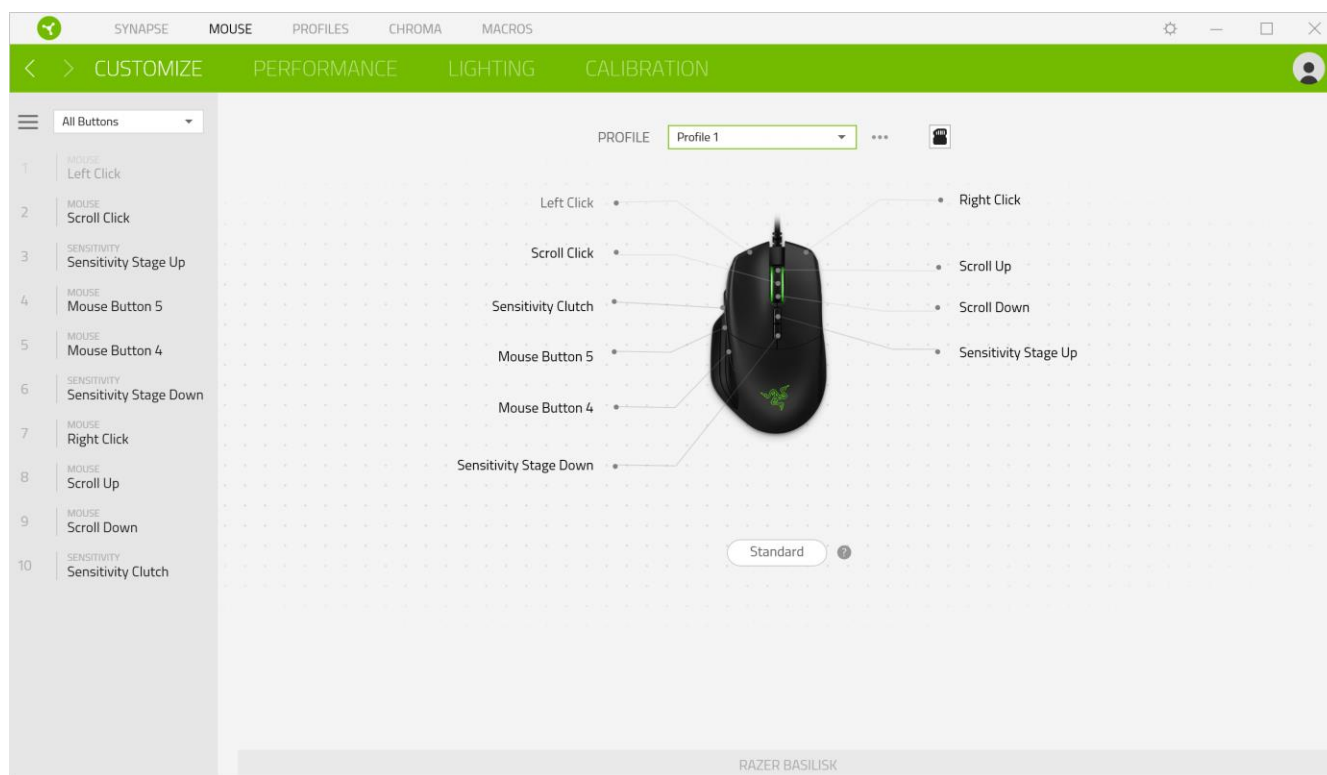 SYNAPSE MOUSE PROFILES CHROMA MACROS
CUSTOMIZE PERFORMANCE LIGHTING CALIBRATION
All Buttons
PROFILE Profile 1
1 MOUSE
Left Click
2 MOUSE
Scroll Click
3 SENSITIVITY
Sensitivity Stage Up
4 MOUSE
Mouse Button 5
5 MOUSE
Mouse Button 4
6 SENSITIVITY
Sensitivity Stage Down
7 MOUSE
Right Click
8 MOUSE
Scroll Up
9 MOUSE
Scroll Down
10 SENSITIVITY
Sensitivity Clutch
Left Click
Scroll Click
Sensitivity Clutch
Mouse Button 5
Mouse Button 4
Sensitivity Stage Down
Right Click
Scroll Up
Scroll Down
Sensitivity Stage Up
Standard ?
RAZER BASILISK